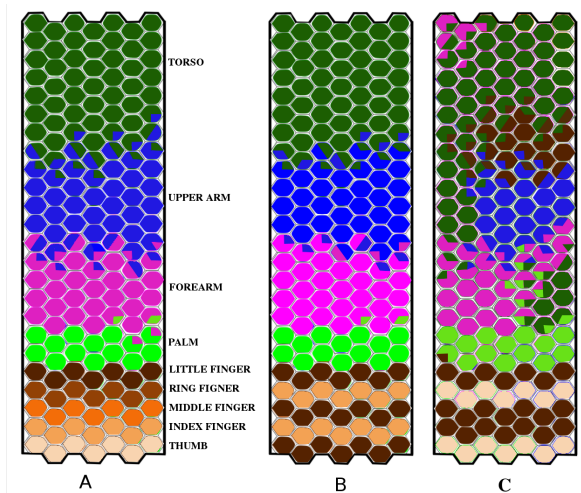 TORSO
UPPER ARM
FOREARM
PALM
LITTLE FINGER
RING FIGNER
MIDDLE FINGER
INDEX FINGER
THUMB
A B C